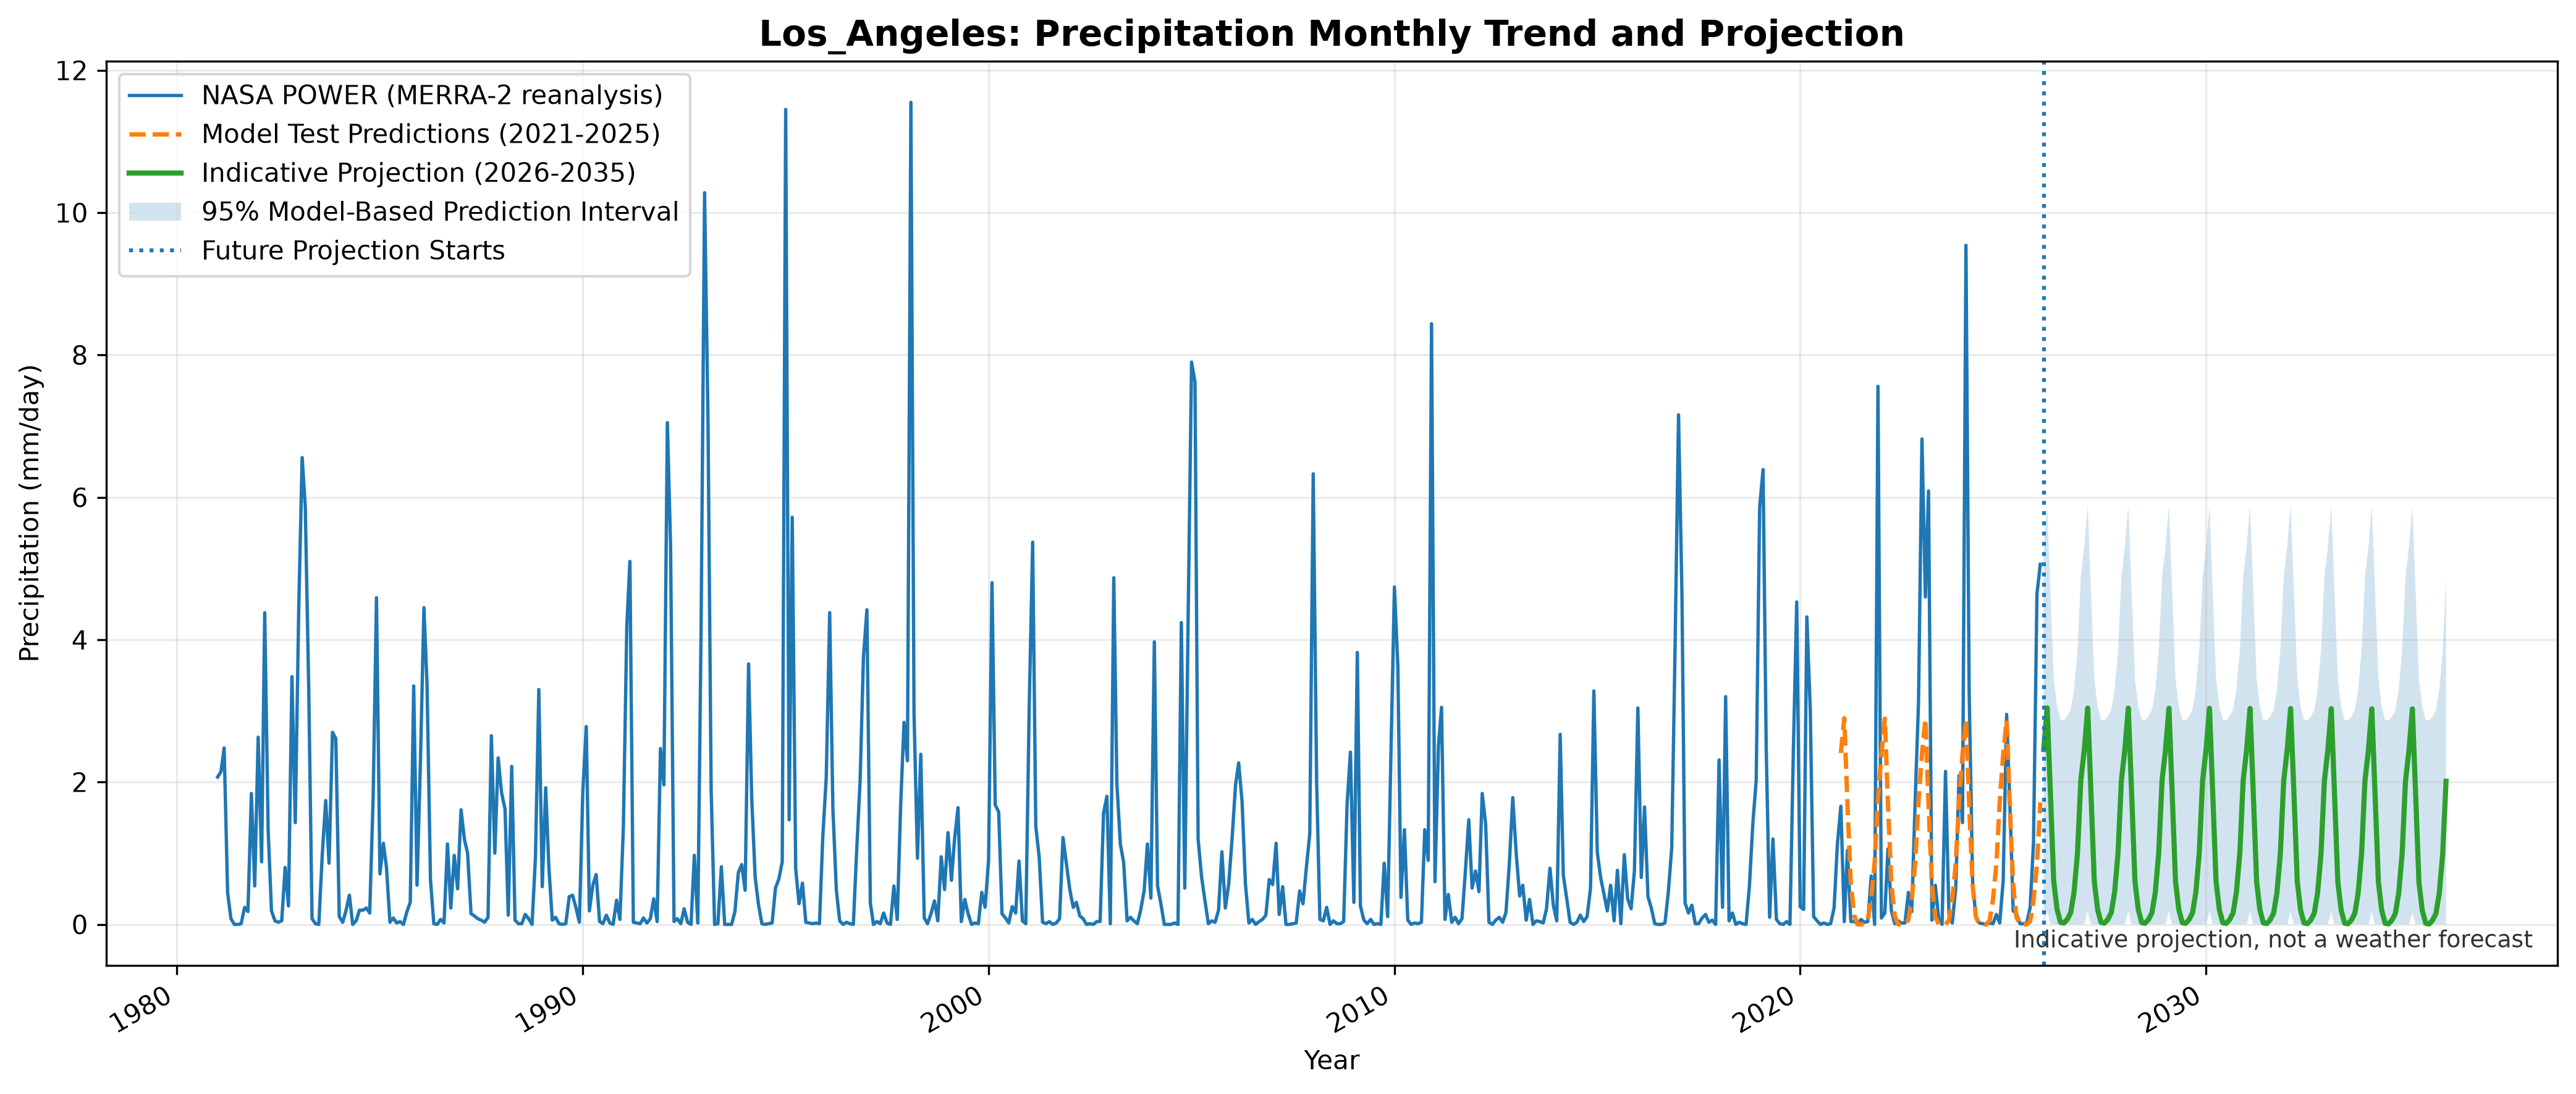 Los_Angeles: Precipitation Monthly Trend and Projection
12
10
8
6
4
2
0
Precipitation (mm/day)
NASA POWER (MERRA-2 reanalysis)
Model Test Predictions (2021-2025)
Indicative Projection (2026-2035)
95% Model-Based Prediction Interval
Future Projection Starts
Indicative projection, not a weather forecast
1980
1990
2000
2010
2020
2030
Year